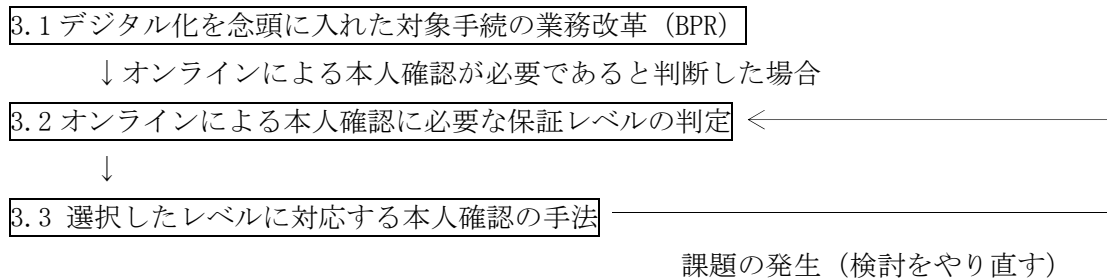 3.1デジタル化を念頭に入れた対象手続の業務改革（BPR）
↓オンラインによる本人確認が必要であると判断した場合
3.2オンラインによる本人確認に必要な保証レベルの判定
↓
3.3 選択したレベルに対応する本人確認の手法
課題の発生（検討をやり直す）